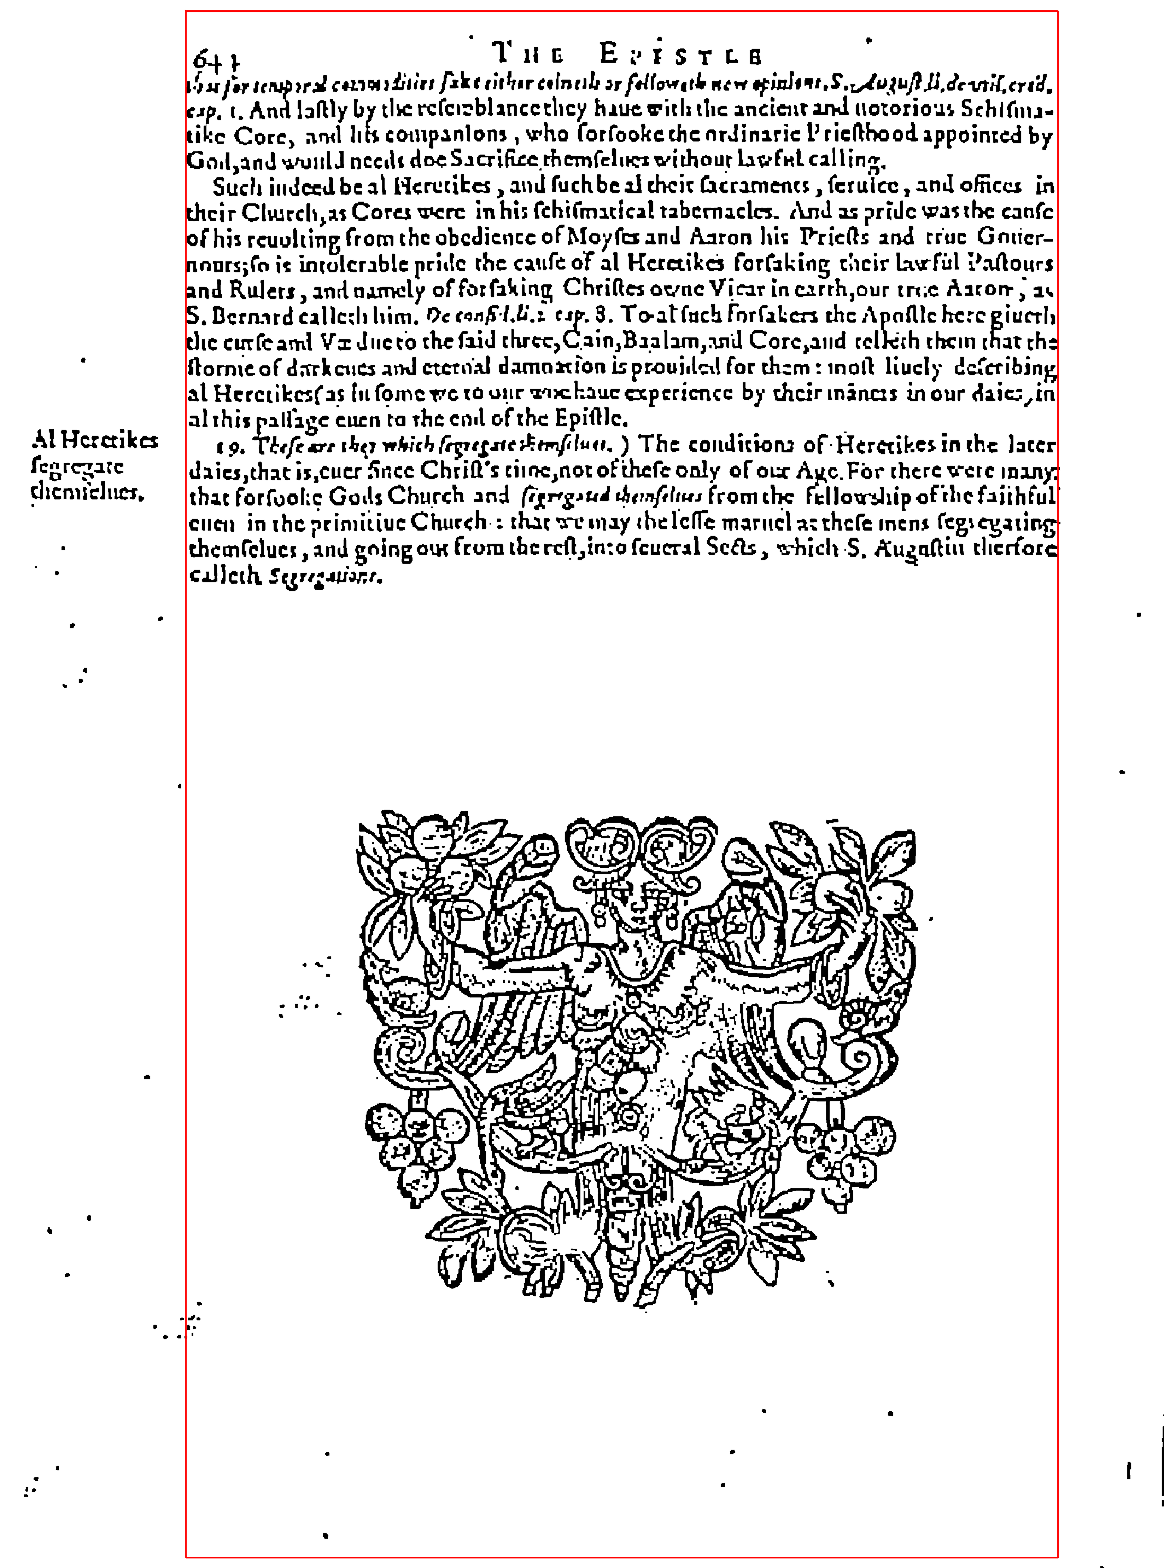 THE EPISTLE
that for temporal commodities sake either coineth or followeth new opinions. S. August. li. de vtil. cred.
cap. 1. And lastly by the resemblance they haue with the ancient and notorious Schisma-
tike Core, and his companions, who forsooke the ordinarie Priesthood appointed by
God, and would needs doe Sacrifice themselues without lawful calling.
Such indeed be al Heretikes, and such be al their sacraments, seruice, and offices in
their Church, as Cores were in his schismatical tabernacles. And as pride was the cause
of his reuolting from the obedience of Moyses and Aaron his Priests and true Gouer-
nours; so is intolerable pride the cause of al Heretikes forsaking their lawful Pastours
and Rulers, and namely of forsaking Christes owne Vicar in earth, our true Aaron, as
S. Bernard calleth him. De consid. li. 2 cap. 8. To al such forsakers the Apostle here giueth
the curse and Væ due to the said three, Cain, Baalam, and Core, and telleth them that the
storme of darkenes and eternal damnation is prouided for them: most liuely describing
al Heretikes (as in some we to our woe haue experience by their māners in our daies, in
al this passage euen to the end of the Epistle.
Al Heretikes
segregate
themselues.
19. These are they which segregate themselues. ) The conditions of Heretikes in the later
daies, that is, euer since Christ's time, not of these only of our Age. For there were many
that forsooke Gods Church and segregated themselues from the fellowship of the faithful
euen in the primitiue Church: that we may the lesse maruel at these mens segregating
themselues, and going out from the rest, into seueral Sects, which S. Augustin therfore
calleth Segregations.